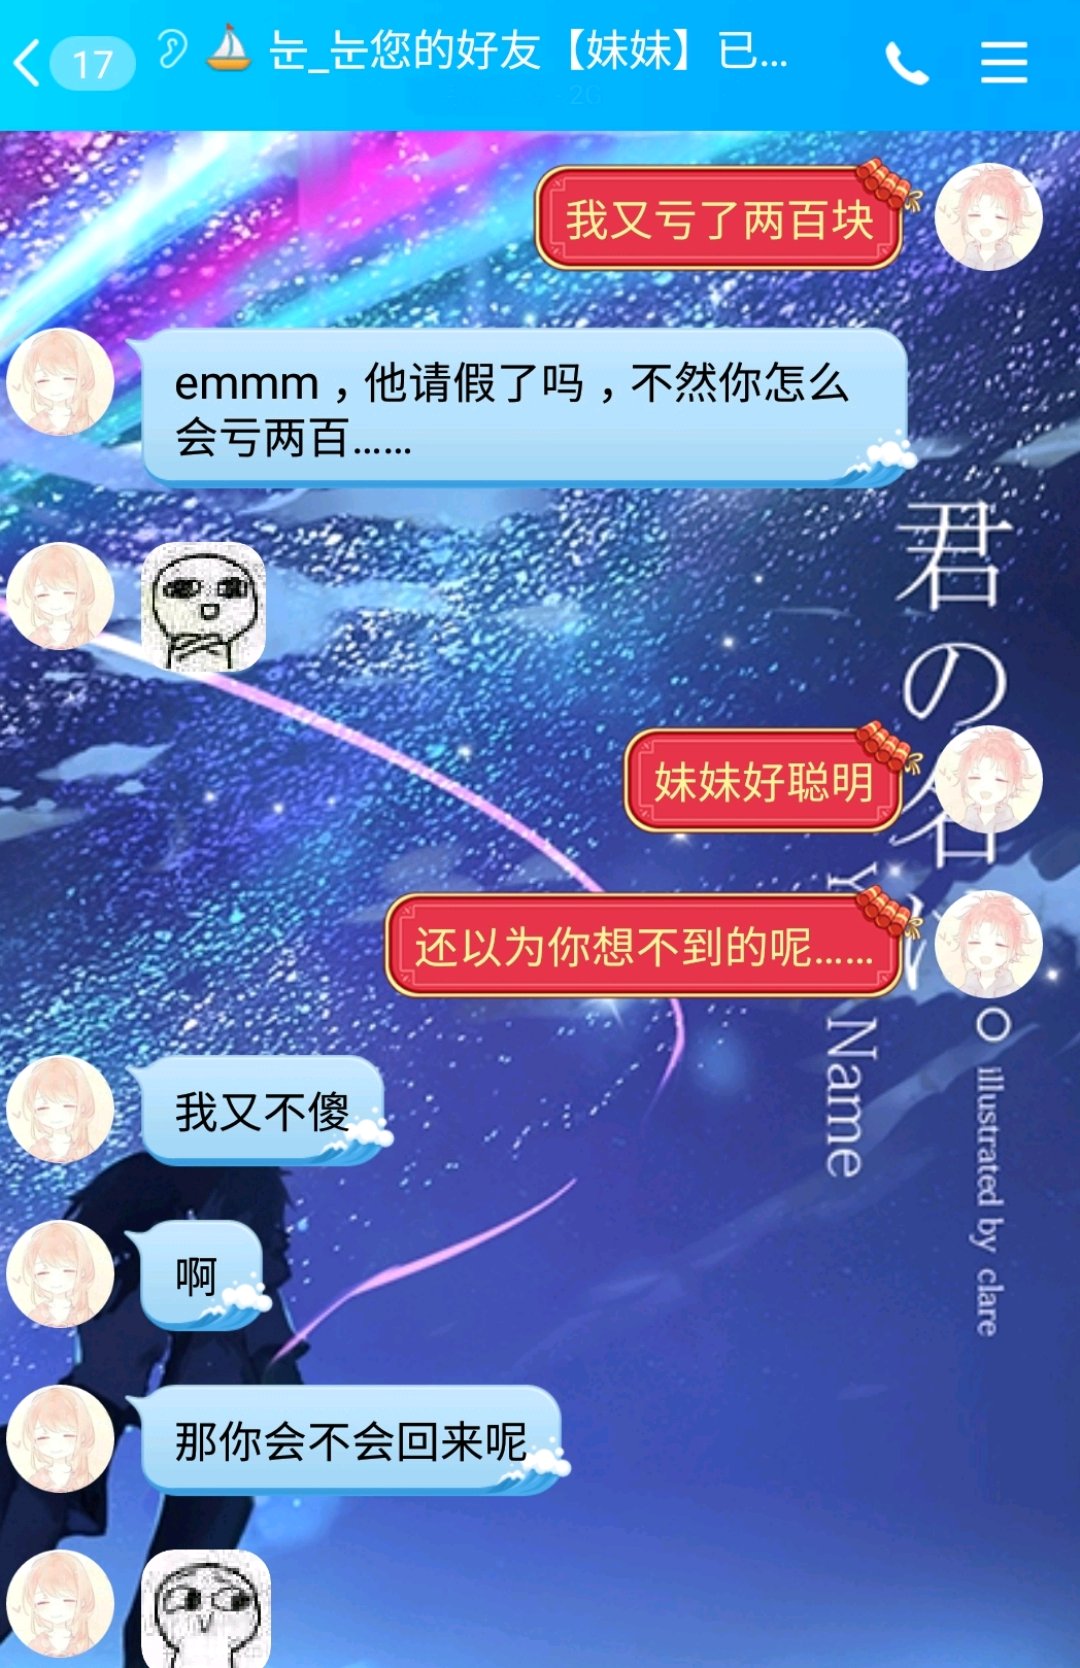 17
눈_눈您的好友【妹妹】已...
2G
我又亏了两百块
emmm，他请假了吗，不然你怎么
会亏两百......
妹妹好聪明
还以为你想不到的呢......
我又不傻
啊
那你会不会回来呢
君の名
Name
illustrated by clare